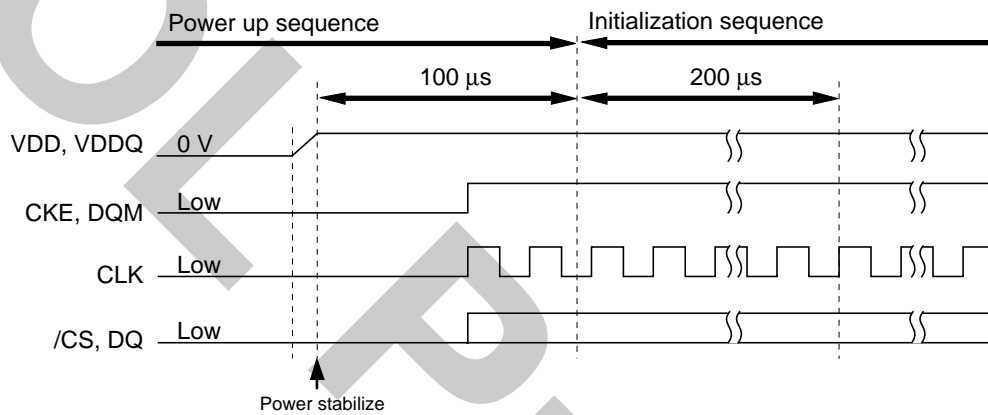 Power up sequence
Initialization sequence
100 μs
200 μs
VDD, VDDQ
0 V
CKE, DQM
Low
CLK
Low
/CS, DQ
Low
Power stabilize